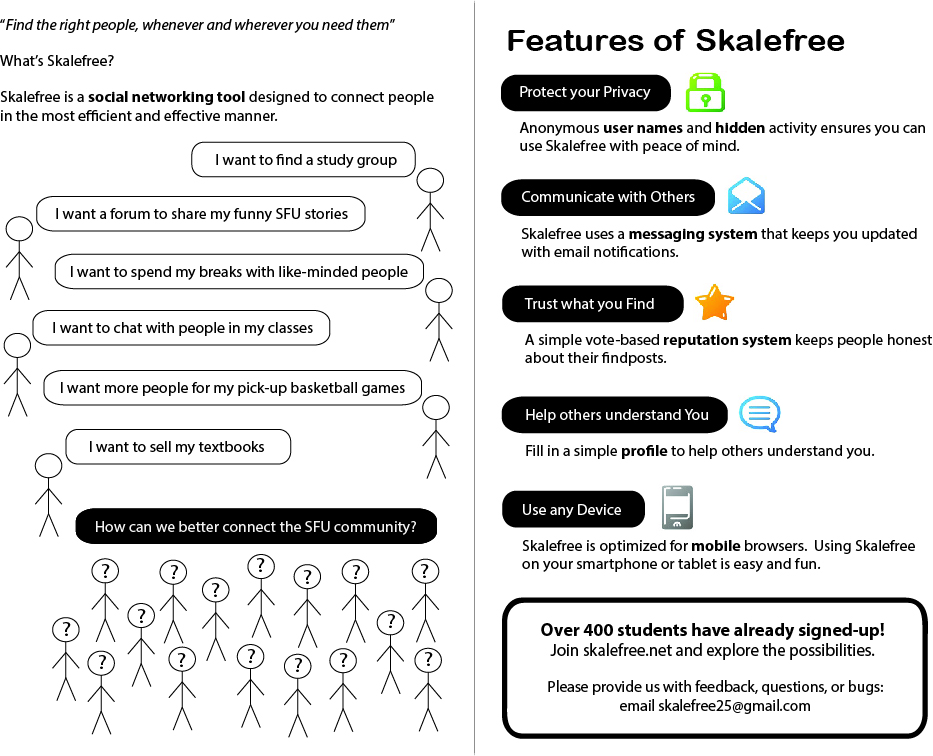 “Find the right people, whenever and wherever you need them”
What’s Skalefree?
Skalefree is a social networking tool designed to connect people
in the most efficient and effective manner.
I want to find a study group
I want a forum to share my funny SFU stories
I want to spend my breaks with like-minded people
I want to chat with people in my classes
I want more people for my pick-up basketball games
I want to sell my textbooks
How can we better connect the SFU community?
? ? ? ? ? ? ?
? ? ?
? ? ? ? ? ?
Features of Skalefree
Protect your Privacy
Anonymous user names and hidden activity ensures you can
use Skalefree with peace of mind.
Communicate with Others
Skalefree uses a messaging system that keeps you updated
with email notifications.
Trust what you Find
A simple vote-based reputation system keeps people honest
about their findposts.
Help others understand You
Fill in a simple profile to help others understand you.
Use any Device
Skalefree is optimized for mobile browsers.  Using Skalefree
on your smartphone or tablet is easy and fun.
Over 400 students have already signed-up!
Join skalefree.net and explore the possibilities.
Please provide us with feedback, questions, or bugs:
email skalefree25@gmail.com